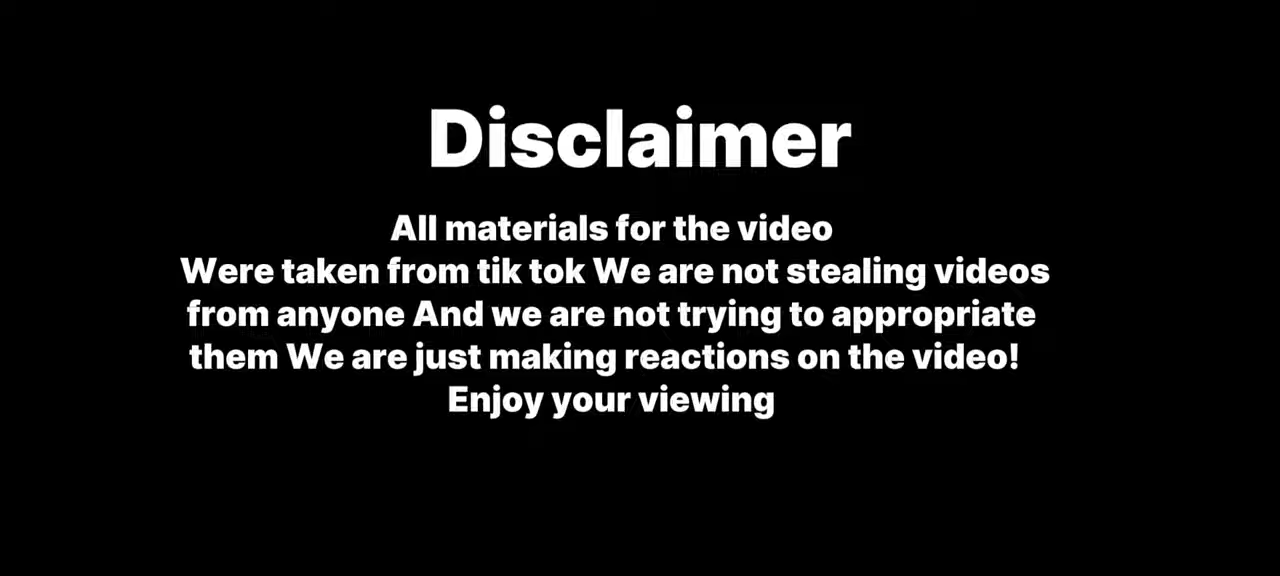 Disclaimer
All materials for the video
Were taken from tik tok We are not stealing videos
from anyone And we are not trying to appropriate
them We are just making reactions on the video!
Enjoy your viewing